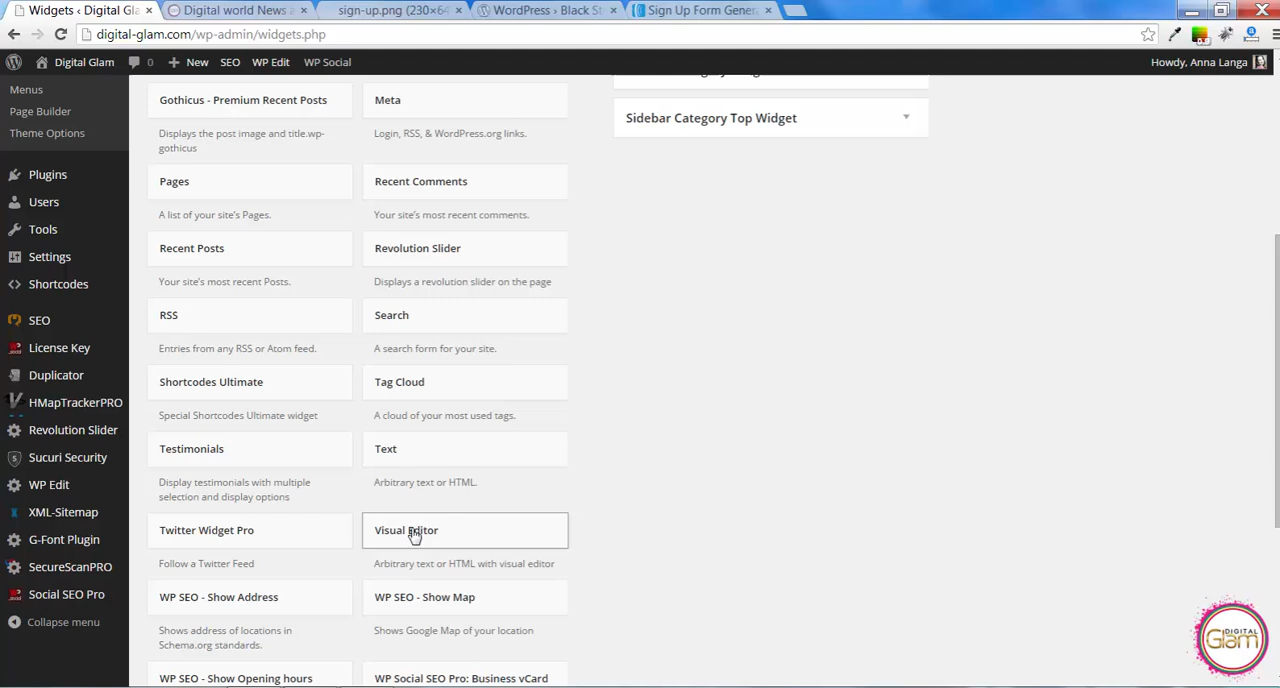 Widgets ‹ Digital Gla
Digital world News a
sign-up.png (230×64
WordPress › Black St
Sign Up Form Genera
digital-glam.com/wp-admin/widgets.php
Digital Glam
0
New
SEO
WP Edit
WP Social
Howdy, Anna Langa
Menus
Page Builder
Theme Options
Plugins
Users
Tools
Settings
Shortcodes
SEO
License Key
Duplicator
HMapTrackerPRO
Revolution Slider
Sucuri Security
WP Edit
XML-Sitemap
G-Font Plugin
SecureScanPRO
Social SEO Pro
Collapse menu
Gothicus - Premium Recent Posts
Displays the post image and title.wp-
gothicus
Meta
Login, RSS, & WordPress.org links.
Pages
A list of your site's Pages.
Recent Comments
Your site's most recent comments.
Recent Posts
Your site's most recent Posts.
Revolution Slider
Displays a revolution slider on the page
RSS
Entries from any RSS or Atom feed.
Search
A search form for your site.
Shortcodes Ultimate
Special Shortcodes Ultimate widget
Tag Cloud
A cloud of your most used tags.
Testimonials
Display testimonials with multiple
selection and display options
Text
Arbitrary text or HTML.
Twitter Widget Pro
Follow a Twitter Feed
Visual Editor
Arbitrary text or HTML with visual editor
WP SEO - Show Address
Shows address of locations in
Schema.org standards.
WP SEO - Show Map
Shows Google Map of your location
WP SEO - Show Opening hours
WP Social SEO Pro: Business vCard
Sidebar Category Top Widget
DIGITAL
Glam